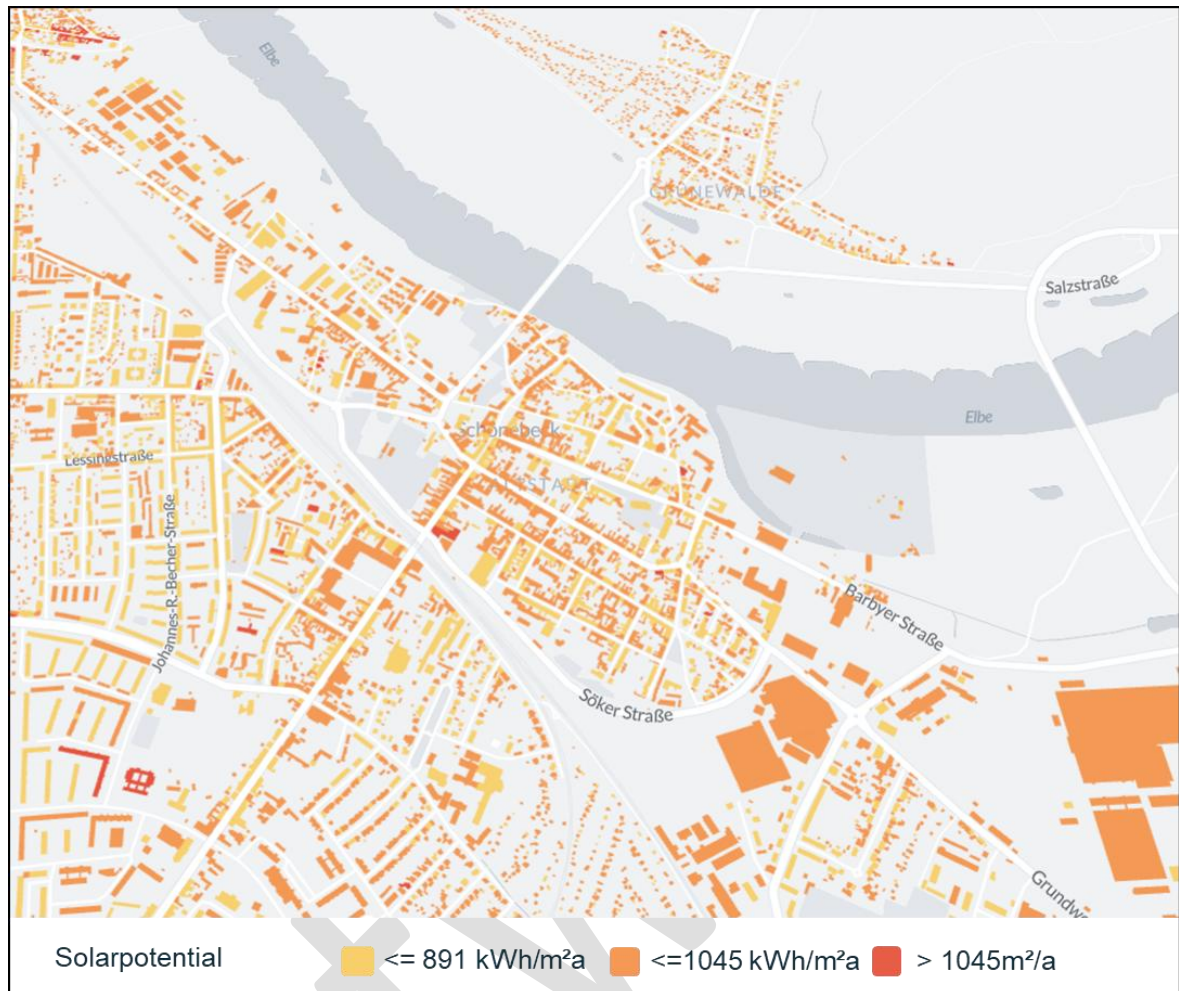 Elbe
GRÜNEWALDE
Salzstraße
Elbe
Schönebeck
ALTSTADT
Lessingstraße
Johannes-R.-Becher-Straße
Barbyer Straße
Söker Straße
Grundwe
Solarpotential <= 891 kWh/m²a <=1045 kWh/m²a > 1045m²/a